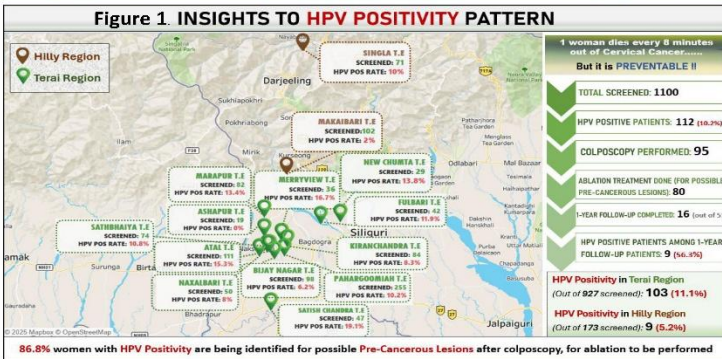 Figure 1. INSIGHTS TO HPV POSITIVITY PATTERN
Hilly Region
Terai Region
SINGLA T.E
SCREENED: 71
HPV POS RATE: 10%
Darjeeling
Sukhiapokhri
Pokhriabong
Ilam
Mirik
Kurseong
MAKAIBARI T.E
SCREENED:102
HPV POS RATE: 2%
MARAPUR T.E
SCREENED: 82
HPV POS RATE: 13.4%
MERRYVIEW T.E
SCREENED: 36
HPV POS RATE: 16.7%
NEW CHUMTA T.E
SCREENED: 29
HPV POS RATE: 13.8%
ASHAPUR T.E
SCREENED: 19
HPV POS RATE: 0%
FULBARI T.E
SCREENED: 42
HPV POS RATE: 11.9%
SATBHAIYA T.E
SCREENED: 74
HPV POS RATE: 10.8%
ATAL T.E
SCREENED: 111
HPV POS RATE: 15.3%
KIRANCHANDRA T.E
SCREENED: 84
HPV POS RATE: 8.3%
NAXALBARI T.E
SCREENED: 50
HPV POS RATE: 8%
BIJAY NAGAR T.E
SCREENED: 98
HPV POS RATE: 6.2%
PAHARGOOMIAH T.E
SCREENED: 255
HPV POS RATE: 10.2%
SATISH CHANDRA T.E
SCREENED: 47
HPV POS RATE: 19.1%
Siliguri
Bagdogra
Odlabari
Mal Bazaar
Surunga
Birta
Bhadrapur
Jalpaiguri
© 2025 Mapbox © OpenStreetMap
1 woman dies every 8 minutes
out of Cervical Cancer.....
But it is PREVENTABLE !!
TOTAL SCREENED: 1100
HPV POSITIVE PATIENTS: 112 (10.2%)
COLPOSCOPY PERFORMED: 95
ABLATION TREATMENT DONE (FOR POSSIBLE
PRE-CANCEROUS LESIONS): 80
1-YEAR FOLLOW-UP COMPLETED: 16
HPV POSITIVE PATIENTS AMONG 1-YEAR
FOLLOW-UP PATIENTS: 9 (56.3%)
HPV Positivity in Terai Region
(Out of 927 screened): 103 (11.1%)
HPV Positivity in Hilly Region
(Out of 173 screened): 9 (5.2%)
86.8% women with HPV Positivity are being identified for possible Pre-Cancerous Lesions after colposcopy, for ablation to be performed